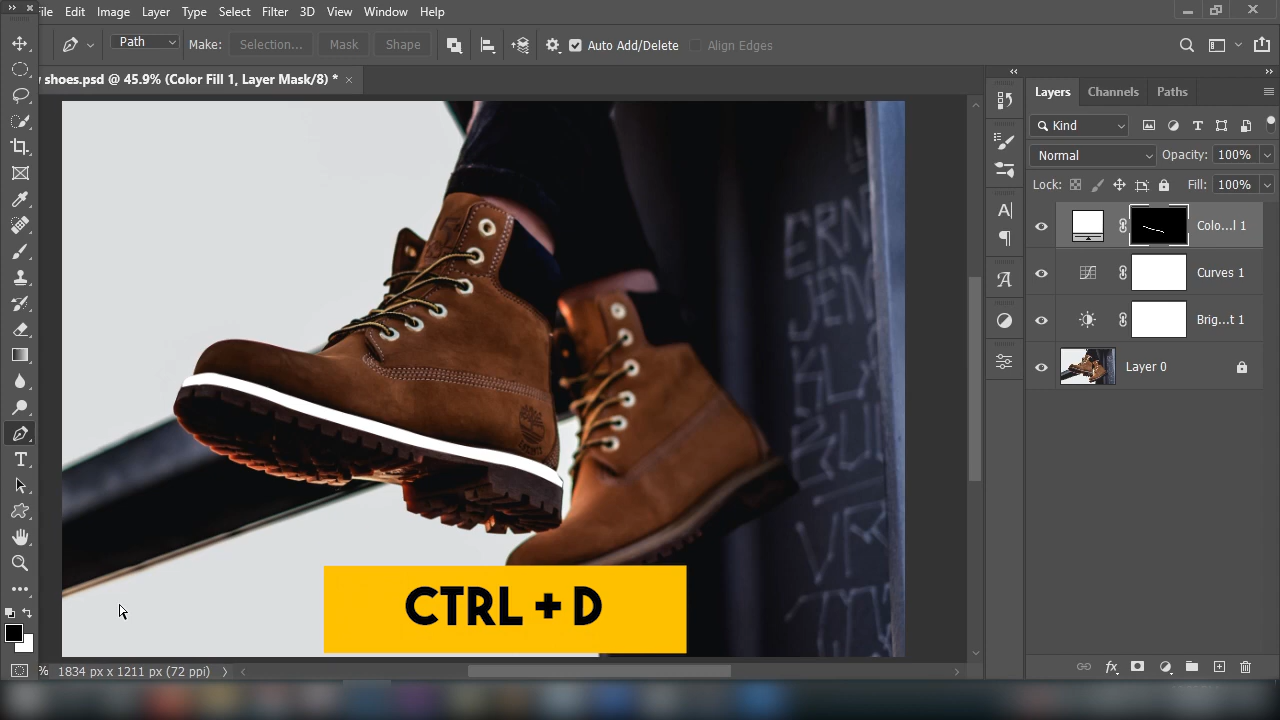 File Edit Image Layer Type Select Filter 3D View Window Help
Path Make: Selection... Mask Shape Auto Add/Delete Align Edges
shoes.psd @ 45.9% (Color Fill 1, Layer Mask/8) * ×
Layers Channels Paths
Kind
Normal Opacity: 100%
Lock: Fill: 100%
Colo...l 1
Curves 1
Brig...t 1
Layer 0
ERN
JEN
CTRL + D
% 1834 px x 1211 px (72 ppi)